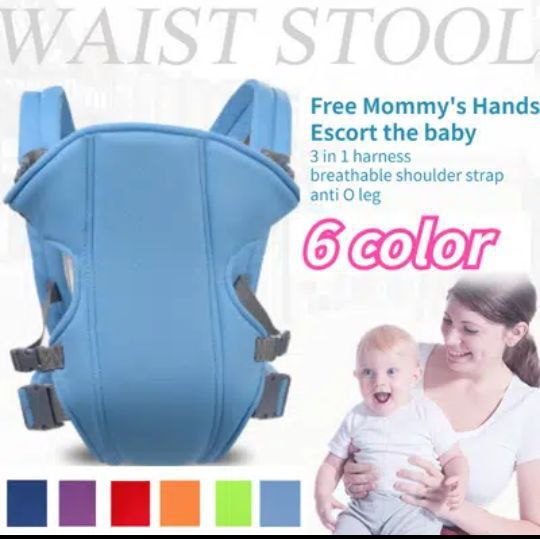 WAIST STOOL
Free Mommy's Hands
Escort the baby
3 in 1 harness
breathable shoulder strap
anti O leg
6 color